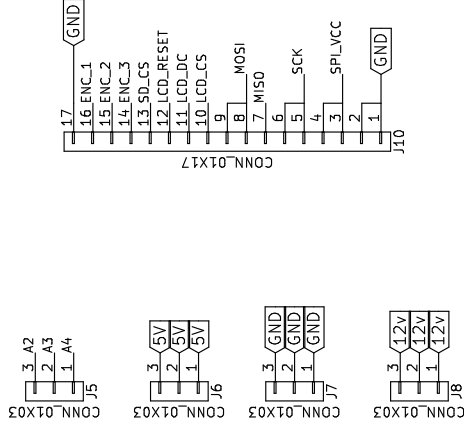 GND
17
16 ENC_1
15 ENC_2
14 ENC_3
13 SD_CS
12 LCD_RESET
11 LCD_DC
10 LCD_CS
9
8 MOSI
7 MISO
6
5 SCK
4
3 SPI_VCC
2
1
GND
CONN_01X17
J10
3 A2
2 A3
1 A4
J5
CONN_01X03
3 5V
2 5V
1 5V
J6
CONN_01X03
3 GND
2 GND
1 GND
J7
CONN_01X03
3 12v
2 12v
1 12v
J8
CONN_01X03